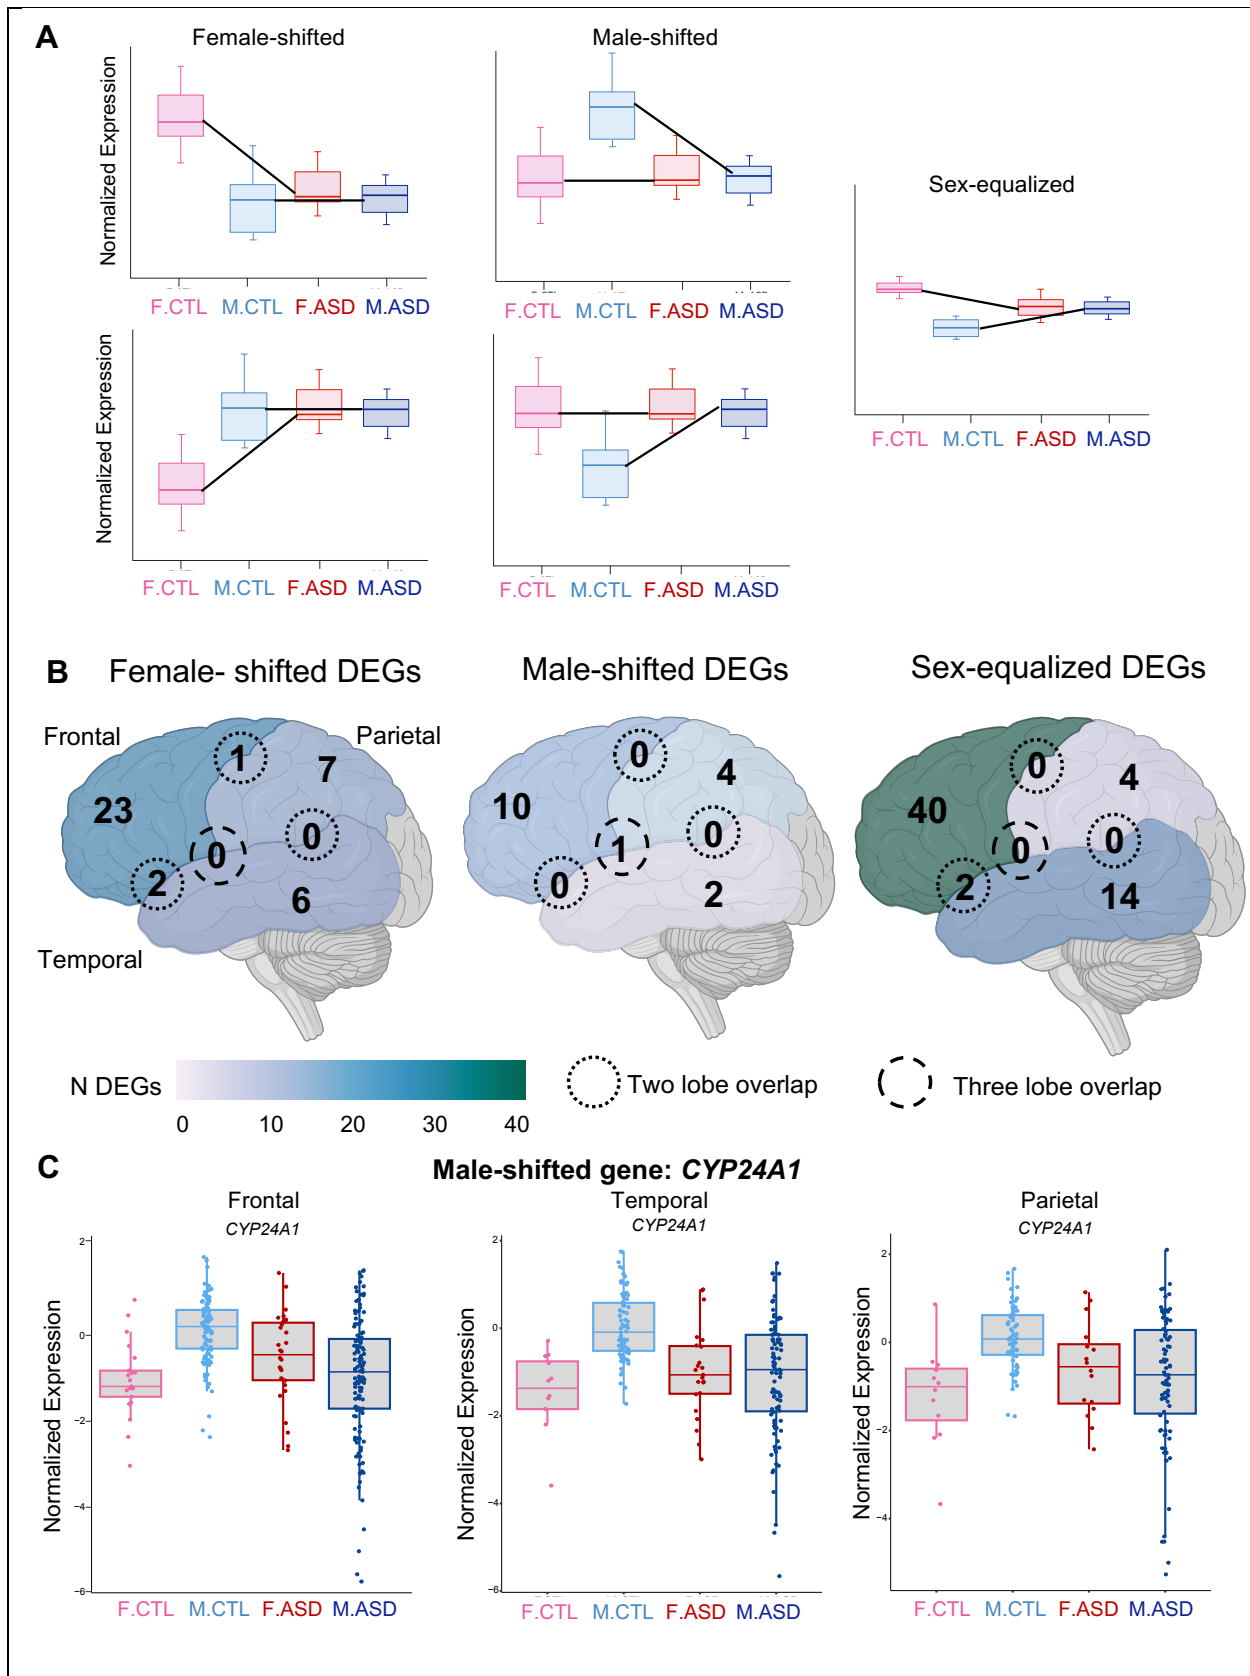 A
Female-shifted
Male-shifted
Sex-equalized
Normalized Expression
F.CTL M.CTL F.ASD M.ASD
F.CTL M.CTL F.ASD M.ASD
F.CTL M.CTL F.ASD M.ASD
Normalized Expression
F.CTL M.CTL F.ASD M.ASD
F.CTL M.CTL F.ASD M.ASD
B
Female- shifted DEGs
Male-shifted DEGs
Sex-equalized DEGs
Frontal
Parietal
Temporal
1
7
23
0
0
2
6
0
4
10
1
0
0
2
0
4
40
0
0
2
14
N DEGs
0 10 20 30 40
Two lobe overlap
Three lobe overlap
C
Male-shifted gene: CYP24A1
Frontal
CYP24A1
Normalized Expression
2
0
−2
−4
−6
F.CTL M.CTL F.ASD M.ASD
Temporal
CYP24A1
Normalized Expression
2
0
−2
−4
−6
F.CTL M.CTL F.ASD M.ASD
Parietal
CYP24A1
Normalized Expression
2
0
−2
−4
F.CTL M.CTL F.ASD M.ASD